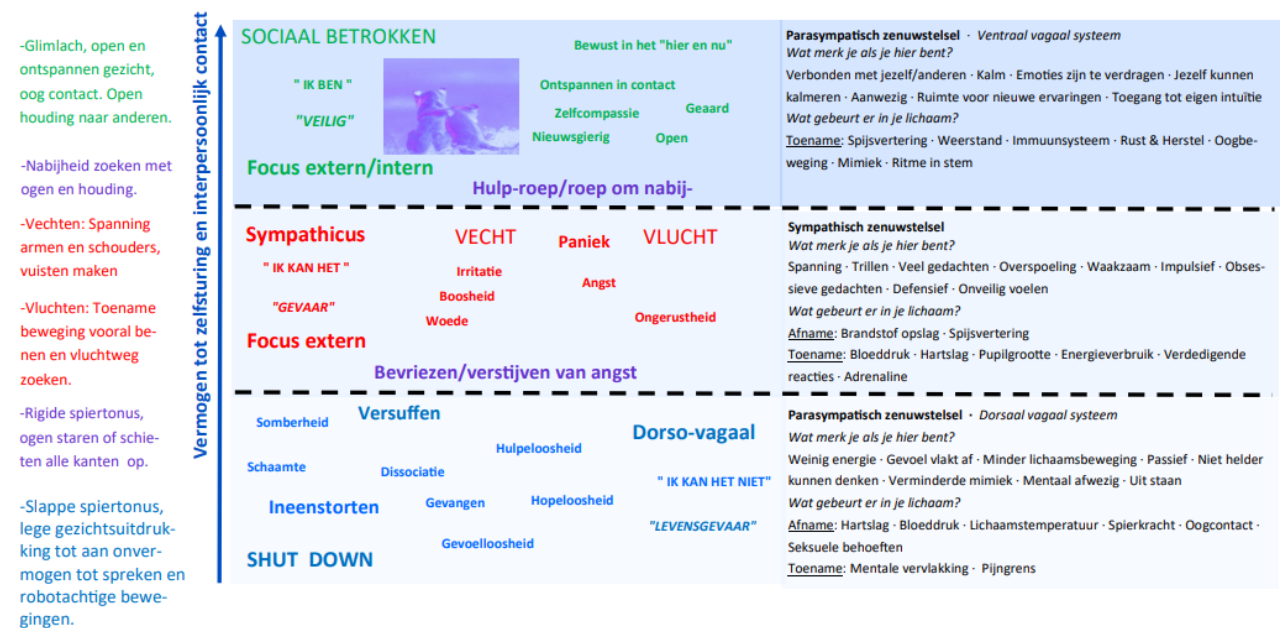 -Glimlach, open en
ontspannen gezicht,
oog contact. Open
houding naar anderen.
-Nabijheid zoeken met
ogen en houding.
-Vechten: Spanning
armen en schouders,
vuisten maken
-Vluchten: Toename
beweging vooral be-
nen en vluchtweg
zoeken.
-Rigide spiertonus,
ogen staren of schie-
ten alle kanten op.
-Slappe spiertonus,
lege gezichtsuitdruk-
king tot aan onver-
mogen tot spreken en
robotachtige bewe-
gingen.
Vermogen tot zelfsturing en interpersoonlijk contact
SOCIAAL BETROKKEN
Bewust in het "hier en nu"
" IK BEN "
Ontspannen in contact
"VEILIG"
Zelfcompassie
Geaard
Nieuwsgierig
Open
Focus extern/intern
Hulp-roep/roep om nabij-
Sympathicus
VECHT
Paniek
VLUCHT
" IK KAN HET "
Irritatie
Angst
Boosheid
"GEVAAR"
Woede
Ongerustheid
Focus extern
Bevriezen/verstijven van angst
Somberheid
Versuffen
Dorso-vagaal
Hulpeloosheid
Schaamte
Dissociatie
" IK KAN HET NIET"
Ineenstorten
Gevangen
Hopeloosheid
"LEVENSGEVAAR"
Gevoelloosheid
SHUT DOWN
Parasympatisch zenuwstelsel · Ventraal vagaal systeem
Wat merk je als je hier bent?
Verbonden met jezelf/anderen · Kalm · Emoties zijn te verdragen · Jezelf kunnen
kalmeren · Aanwezig · Ruimte voor nieuwe ervaringen · Toegang tot eigen intuïtie
Wat gebeurt er in je lichaam?
Toename: Spijsvertering · Weerstand · Immuunsysteem · Rust & Herstel · Oogbe-
weging · Mimiek · Ritme in stem
Sympathisch zenuwstelsel
Wat merk je als je hier bent?
Spanning · Trillen · Veel gedachten · Overspoeling · Waakzaam · Impulsief · Obses-
sieve gedachten · Defensief · Onveilig voelen
Wat gebeurt er in je lichaam?
Afname: Brandstof opslag · Spijsvertering
Toename: Bloeddruk · Hartslag · Pupilgrootte · Energieverbruik · Verdedigende
reacties · Adrenaline
Parasympatisch zenuwstelsel · Dorsaal vagaal systeem
Wat merk je als je hier bent?
Weinig energie · Gevoel vlakt af · Minder lichaamsbeweging · Passief · Niet helder
kunnen denken · Verminderde mimiek · Mentaal afwezig · Uit staan
Wat gebeurt er in je lichaam?
Afname: Hartslag · Bloeddruk · Lichaamstemperatuur · Spierkracht · Oogcontact ·
Seksuele behoeften
Toename: Mentale vervlakking · Pijngrens